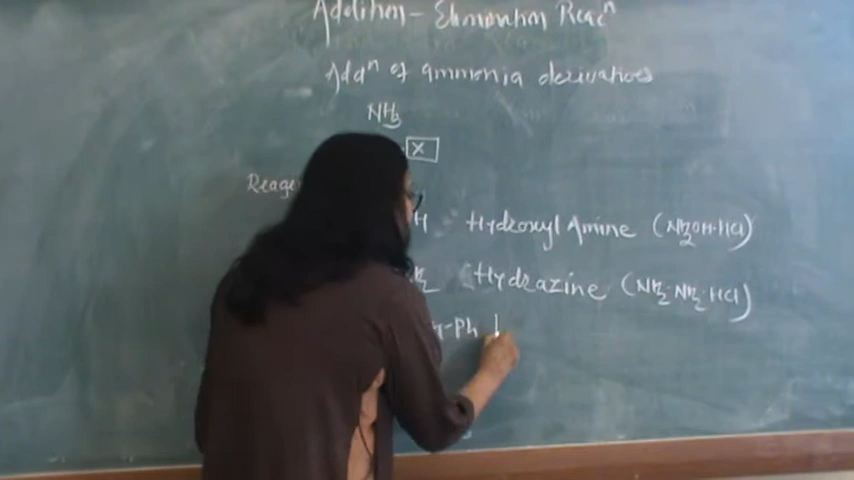 Addition - Elimination Reacⁿ
Addⁿ of ammonia derivatives
NH₃
X
Reage
H Hydroxyl Amine (NH₂OH·HCl)
Hydrazine (NH₂·NH₂·HCl)
-Ph